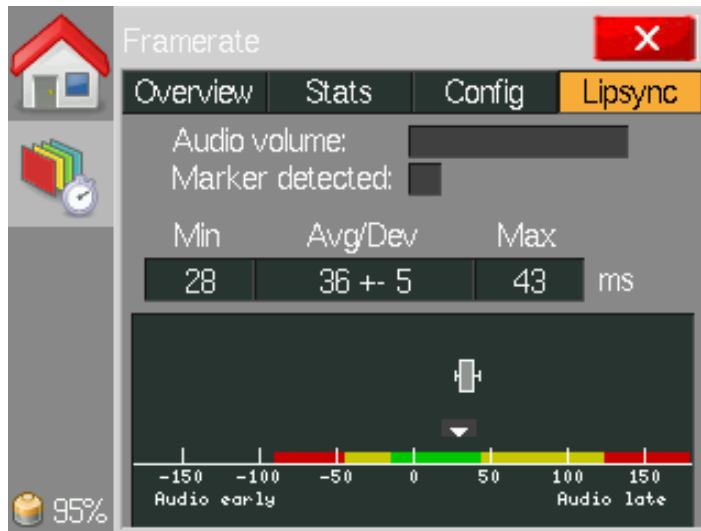 Framerate
Overview Stats Config Lipsync
Audio volume:
Marker detected:
Min Avg/Dev Max
28 36 +- 5 43 ms
-150 -100 -50 0 50 100 150
Audio early Audio late
95%